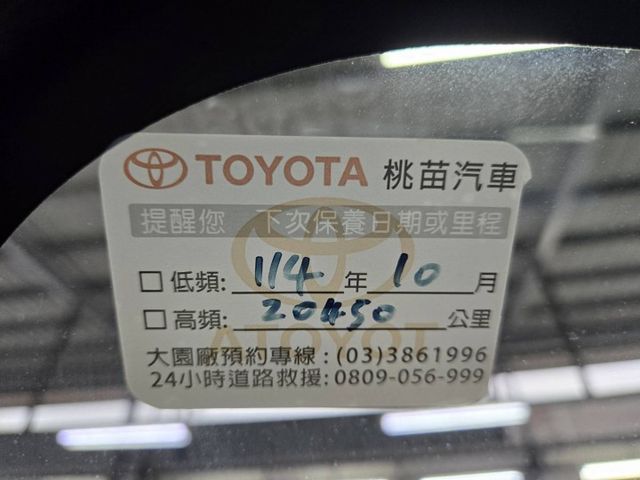 TOYOTA 桃苗汽車
提醒您 下次保養日期或里程
□低頻: 114 年 10 月
□高頻: 20450 公里
大園廠預約專線:(03)3861996
24小時道路救援:0809-056-999